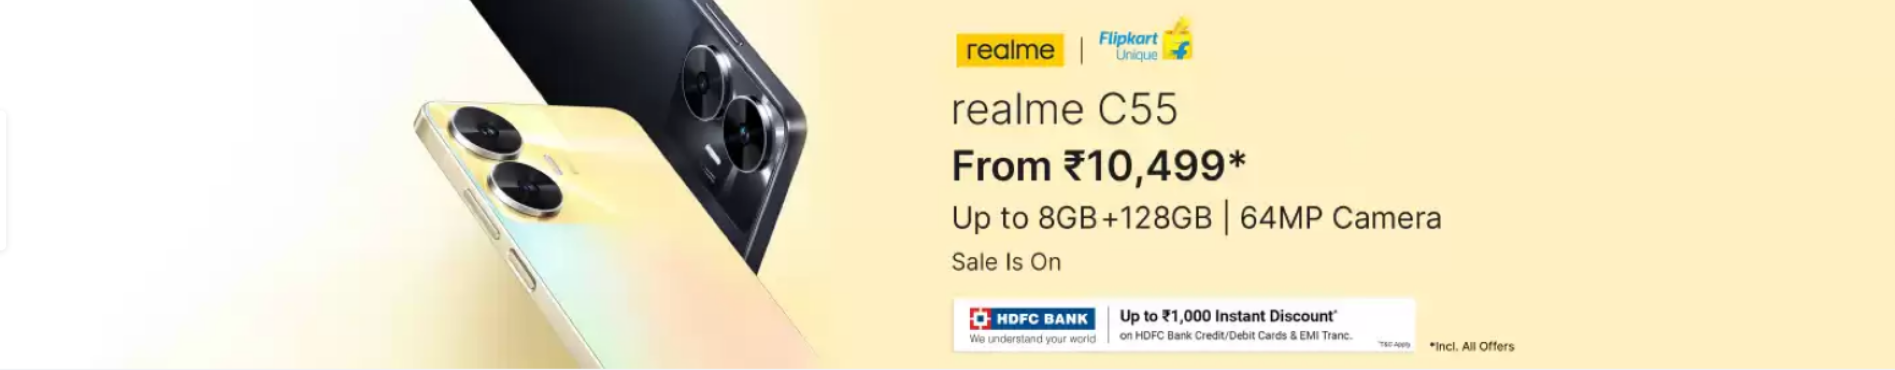 realme | Flipkart
Unique
realme C55
From ₹10,499*
Up to 8GB+128GB | 64MP Camera
Sale Is On
HDFC BANK
We understand your world
Up to ₹1,000 Instant Discount*
on HDFC Bank Credit/Debit Cards & EMI Tranc.
*T&C Apply
*Incl. All Offers